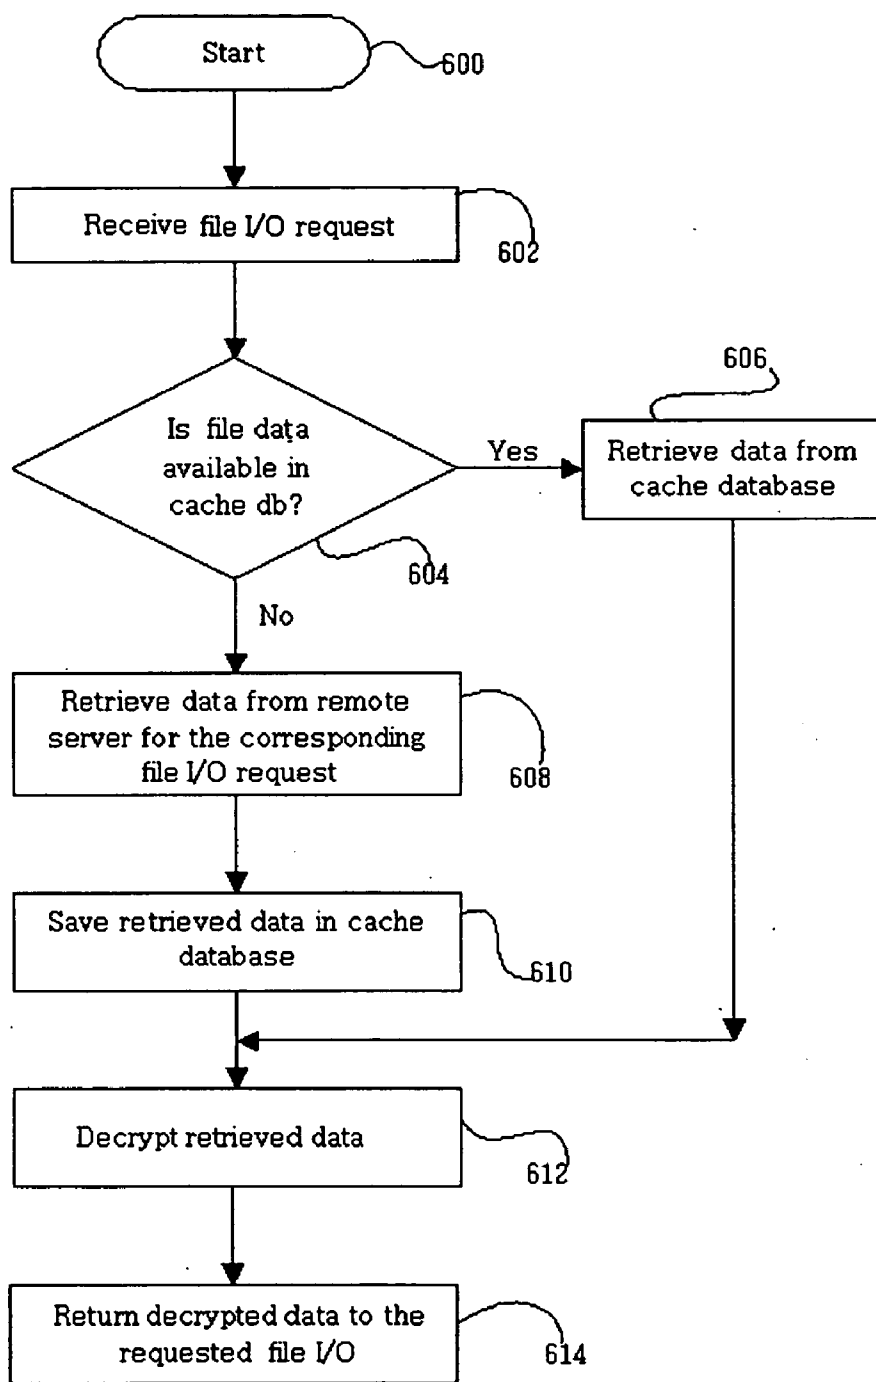 Start
600
Receive file I/O request
602
Is file data
available in
cache db?
604
Yes
606
Retrieve data from
cache database
No
Retrieve data from remote
server for the corresponding
file I/O request
608
Save retrieved data in cache
database
610
Decrypt retrieved data
612
Return decrypted data to the
requested file I/O
614